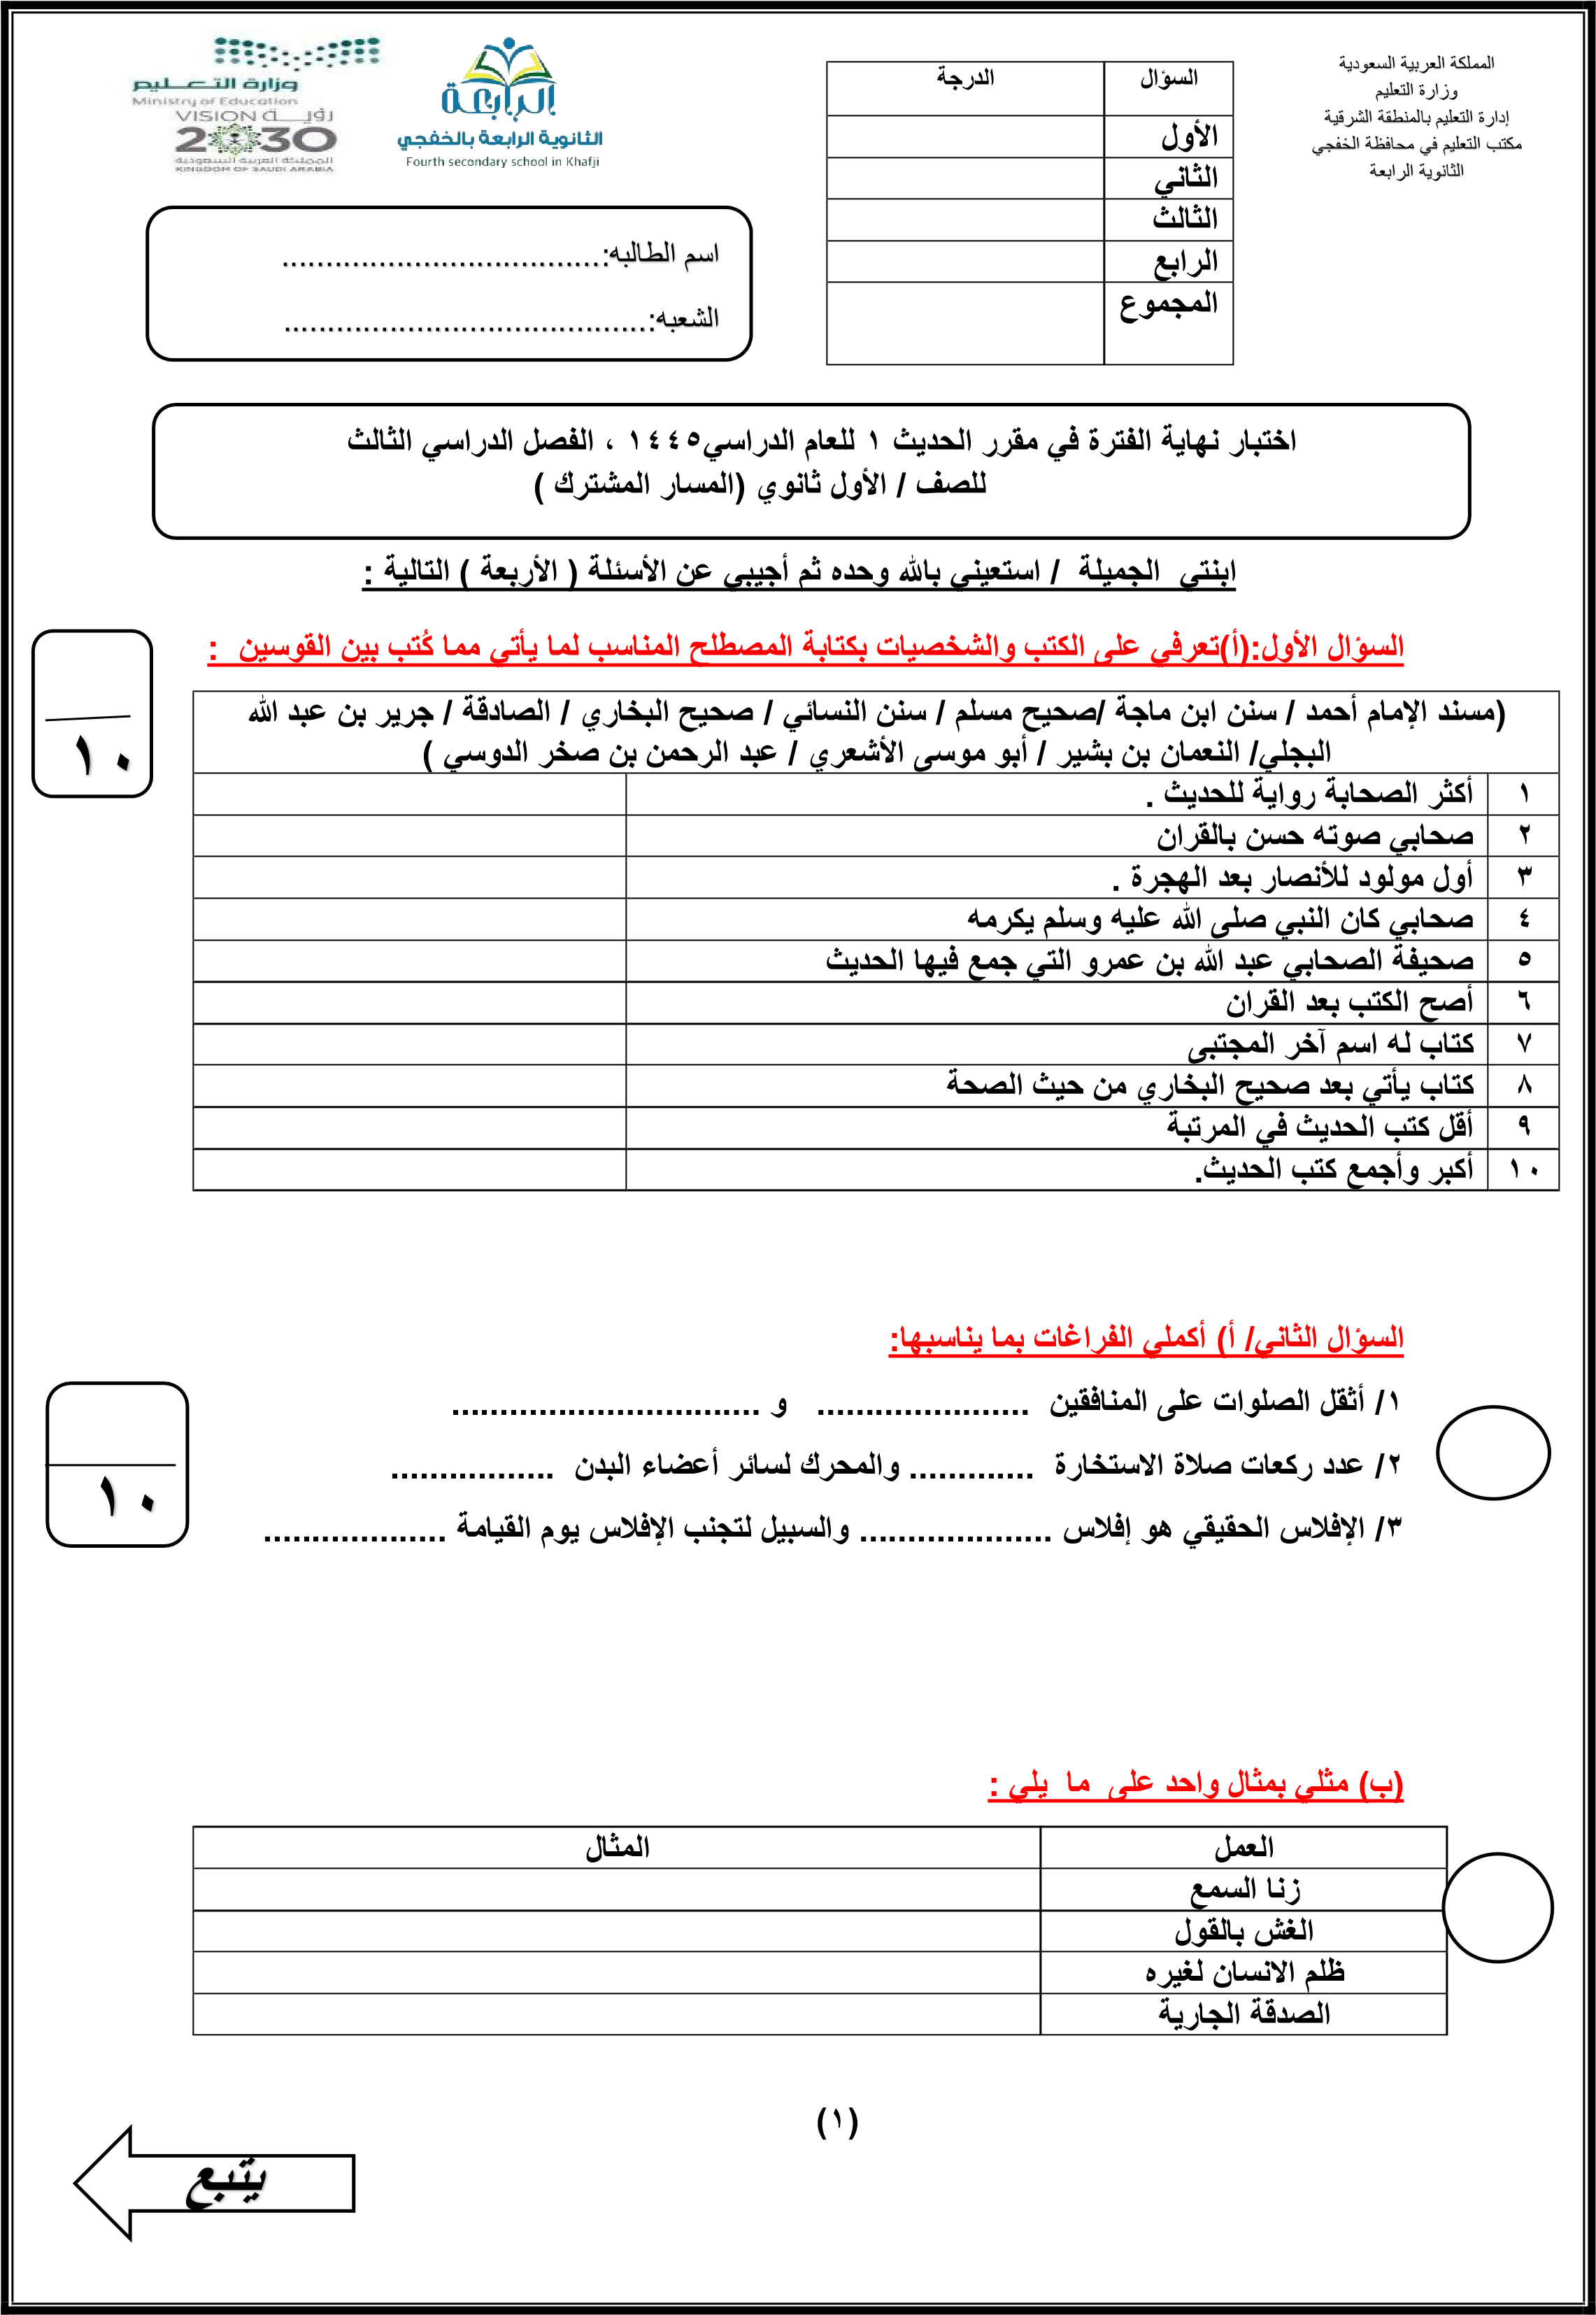 المملكة العربية السعودية
وزارة التعليم
إدارة التعليم بالمنطقة الشرقية
مكتب التعليم في محافظة الخفجي
الثانوية الرابعة
السؤال الدرجة
الأول
الثاني
الثالث
الرابع
المجموع
الرابعة
الثانوية الرابعة بالخفجي
Fourth secondary school in Khafji
وزارة التعـــليم
Ministry of Education
VISION رؤيـــة
2030
المملكة العربية السعودية
KINGDOM OF SAUDI ARABIA
اسم الطالبه:....................................
الشعبه:.........................................
اختبار نهاية الفترة في مقرر الحديث ١ للعام الدراسي١٤٤٥ ، الفصل الدراسي الثالث
للصف / الأول ثانوي (المسار المشترك )
ابنتي الجميلة / استعيني بالله وحده ثم أجيبي عن الأسئلة ( الأربعة ) التالية :
السؤال الأول:(أ)تعرفي على الكتب والشخصيات بكتابة المصطلح المناسب لما يأتي مما كُتب بين القوسين :
١٠
(مسند الإمام أحمد / سنن ابن ماجة /صحيح مسلم / سنن النسائي / صحيح البخاري / الصادقة / جرير بن عبد الله
البجلي/ النعمان بن بشير / أبو موسى الأشعري / عبد الرحمن بن صخر الدوسي )
١ أكثر الصحابة رواية للحديث .
٢ صحابي صوته حسن بالقران
٣ أول مولود للأنصار بعد الهجرة .
٤ صحابي كان النبي صلى الله عليه وسلم يكرمه
٥ صحيفة الصحابي عبد الله بن عمرو التي جمع فيها الحديث
٦ أصح الكتب بعد القران
٧ كتاب له اسم آخر المجتبى
٨ كتاب يأتي بعد صحيح البخاري من حيث الصحة
٩ أقل كتب الحديث في المرتبة
١٠ أكبر وأجمع كتب الحديث.
السؤال الثاني/ أ) أكملي الفراغات بما يناسبها:
١/ أثقل الصلوات على المنافقين ...................... و ................................
٢/ عدد ركعات صلاة الاستخارة ............. والمحرك لسائر أعضاء البدن .................
٣/ الإفلاس الحقيقي هو إفلاس .................... والسبيل لتجنب الإفلاس يوم القيامة ...................
١٠
(ب) مثلي بمثال واحد على ما يلي :
العمل المثال
زنا السمع
الغش بالقول
ظلم الانسان لغيره
الصدقة الجارية
(١)
يتبع